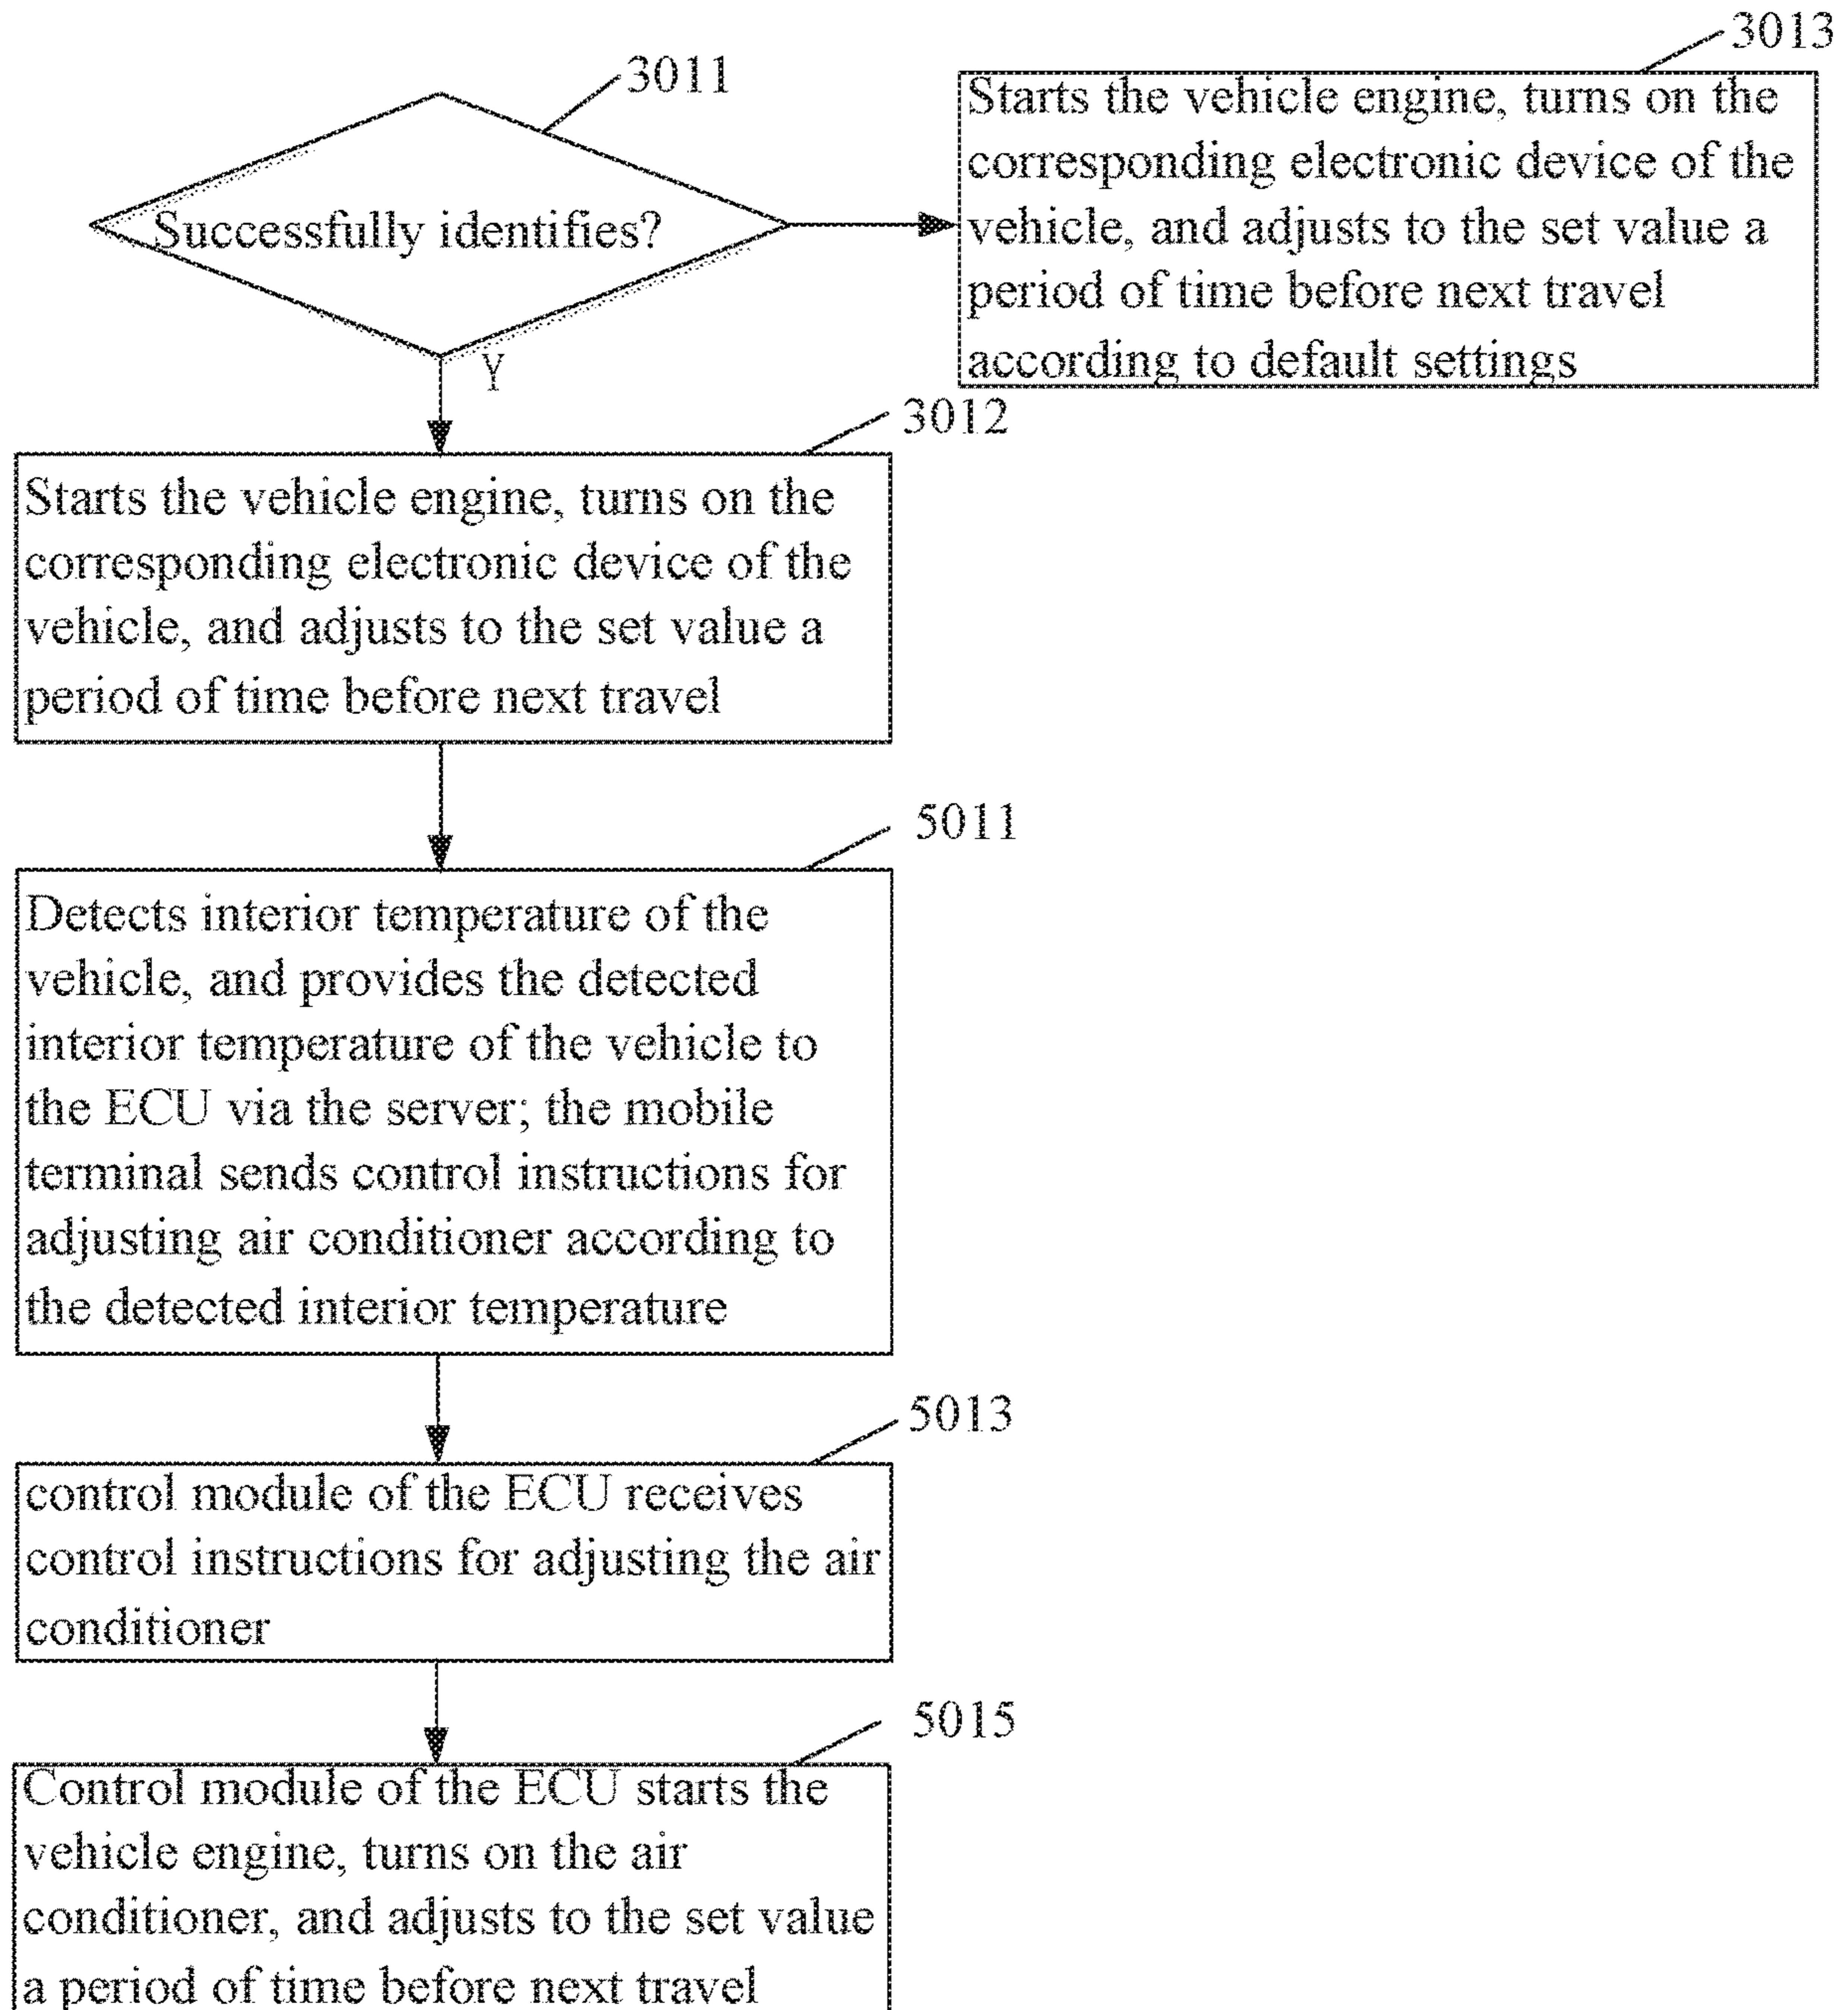 3013
3011
Starts the vehicle engine, turns on the
corresponding electronic device of the
vehicle, and adjusts to the set value a
period of time before next travel
according to default settings
Successfully identifies?
Y
3012
Starts the vehicle engine, turns on the
corresponding electronic device of the
vehicle, and adjusts to the set value a
period of time before next travel
5011
Detects interior temperature of the
vehicle, and provides the detected
interior temperature of the vehicle to
the ECU via the server; the mobile
terminal sends control instructions for
adjusting air conditioner according to
the detected interior temperature
5013
control module of the ECU receives
control instructions for adjusting the air
conditioner
5015
Control module of the ECU starts the
vehicle engine, turns on the air
conditioner, and adjusts to the set value
a period of time before next travel